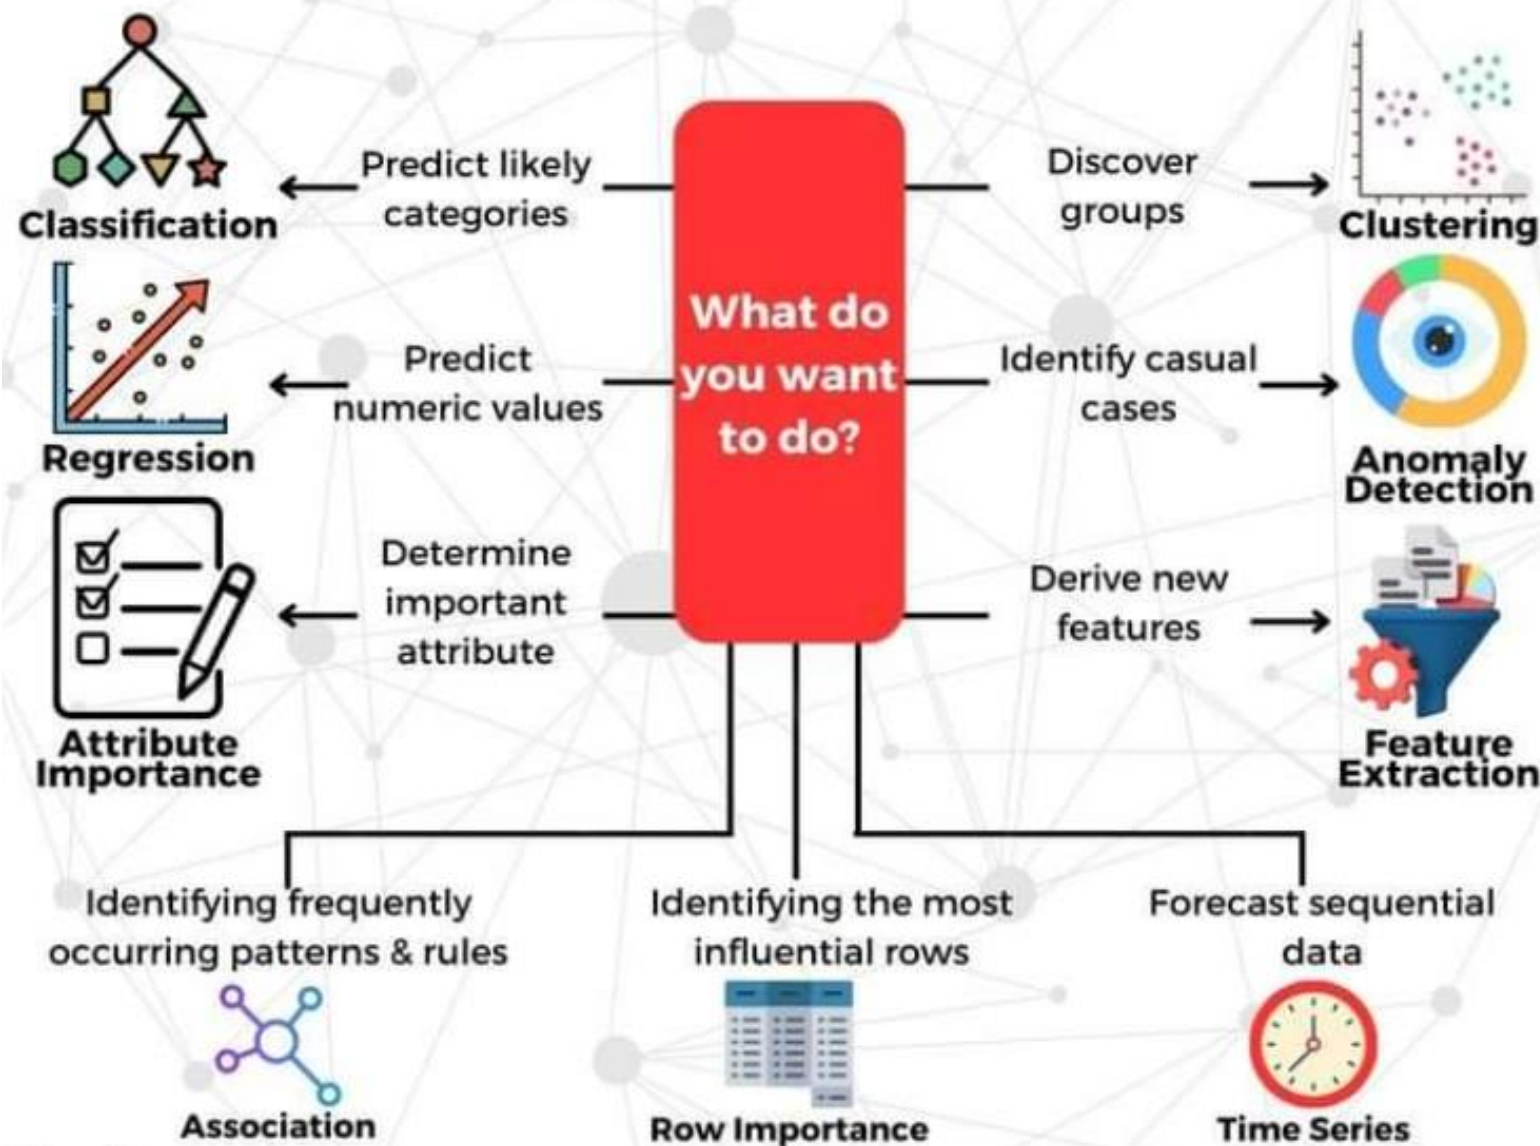 What do
you want
to do?
Predict likely
categories
Classification
Predict
numeric values
Regression
Determine
important
attribute
Attribute
Importance
Discover
groups
Clustering
Identify casual
cases
Anomaly
Detection
Derive new
features
Feature
Extraction
Identifying frequently
occurring patterns & rules
Association
Identifying the most
influential rows
Row Importance
Forecast sequential
data
Time Series